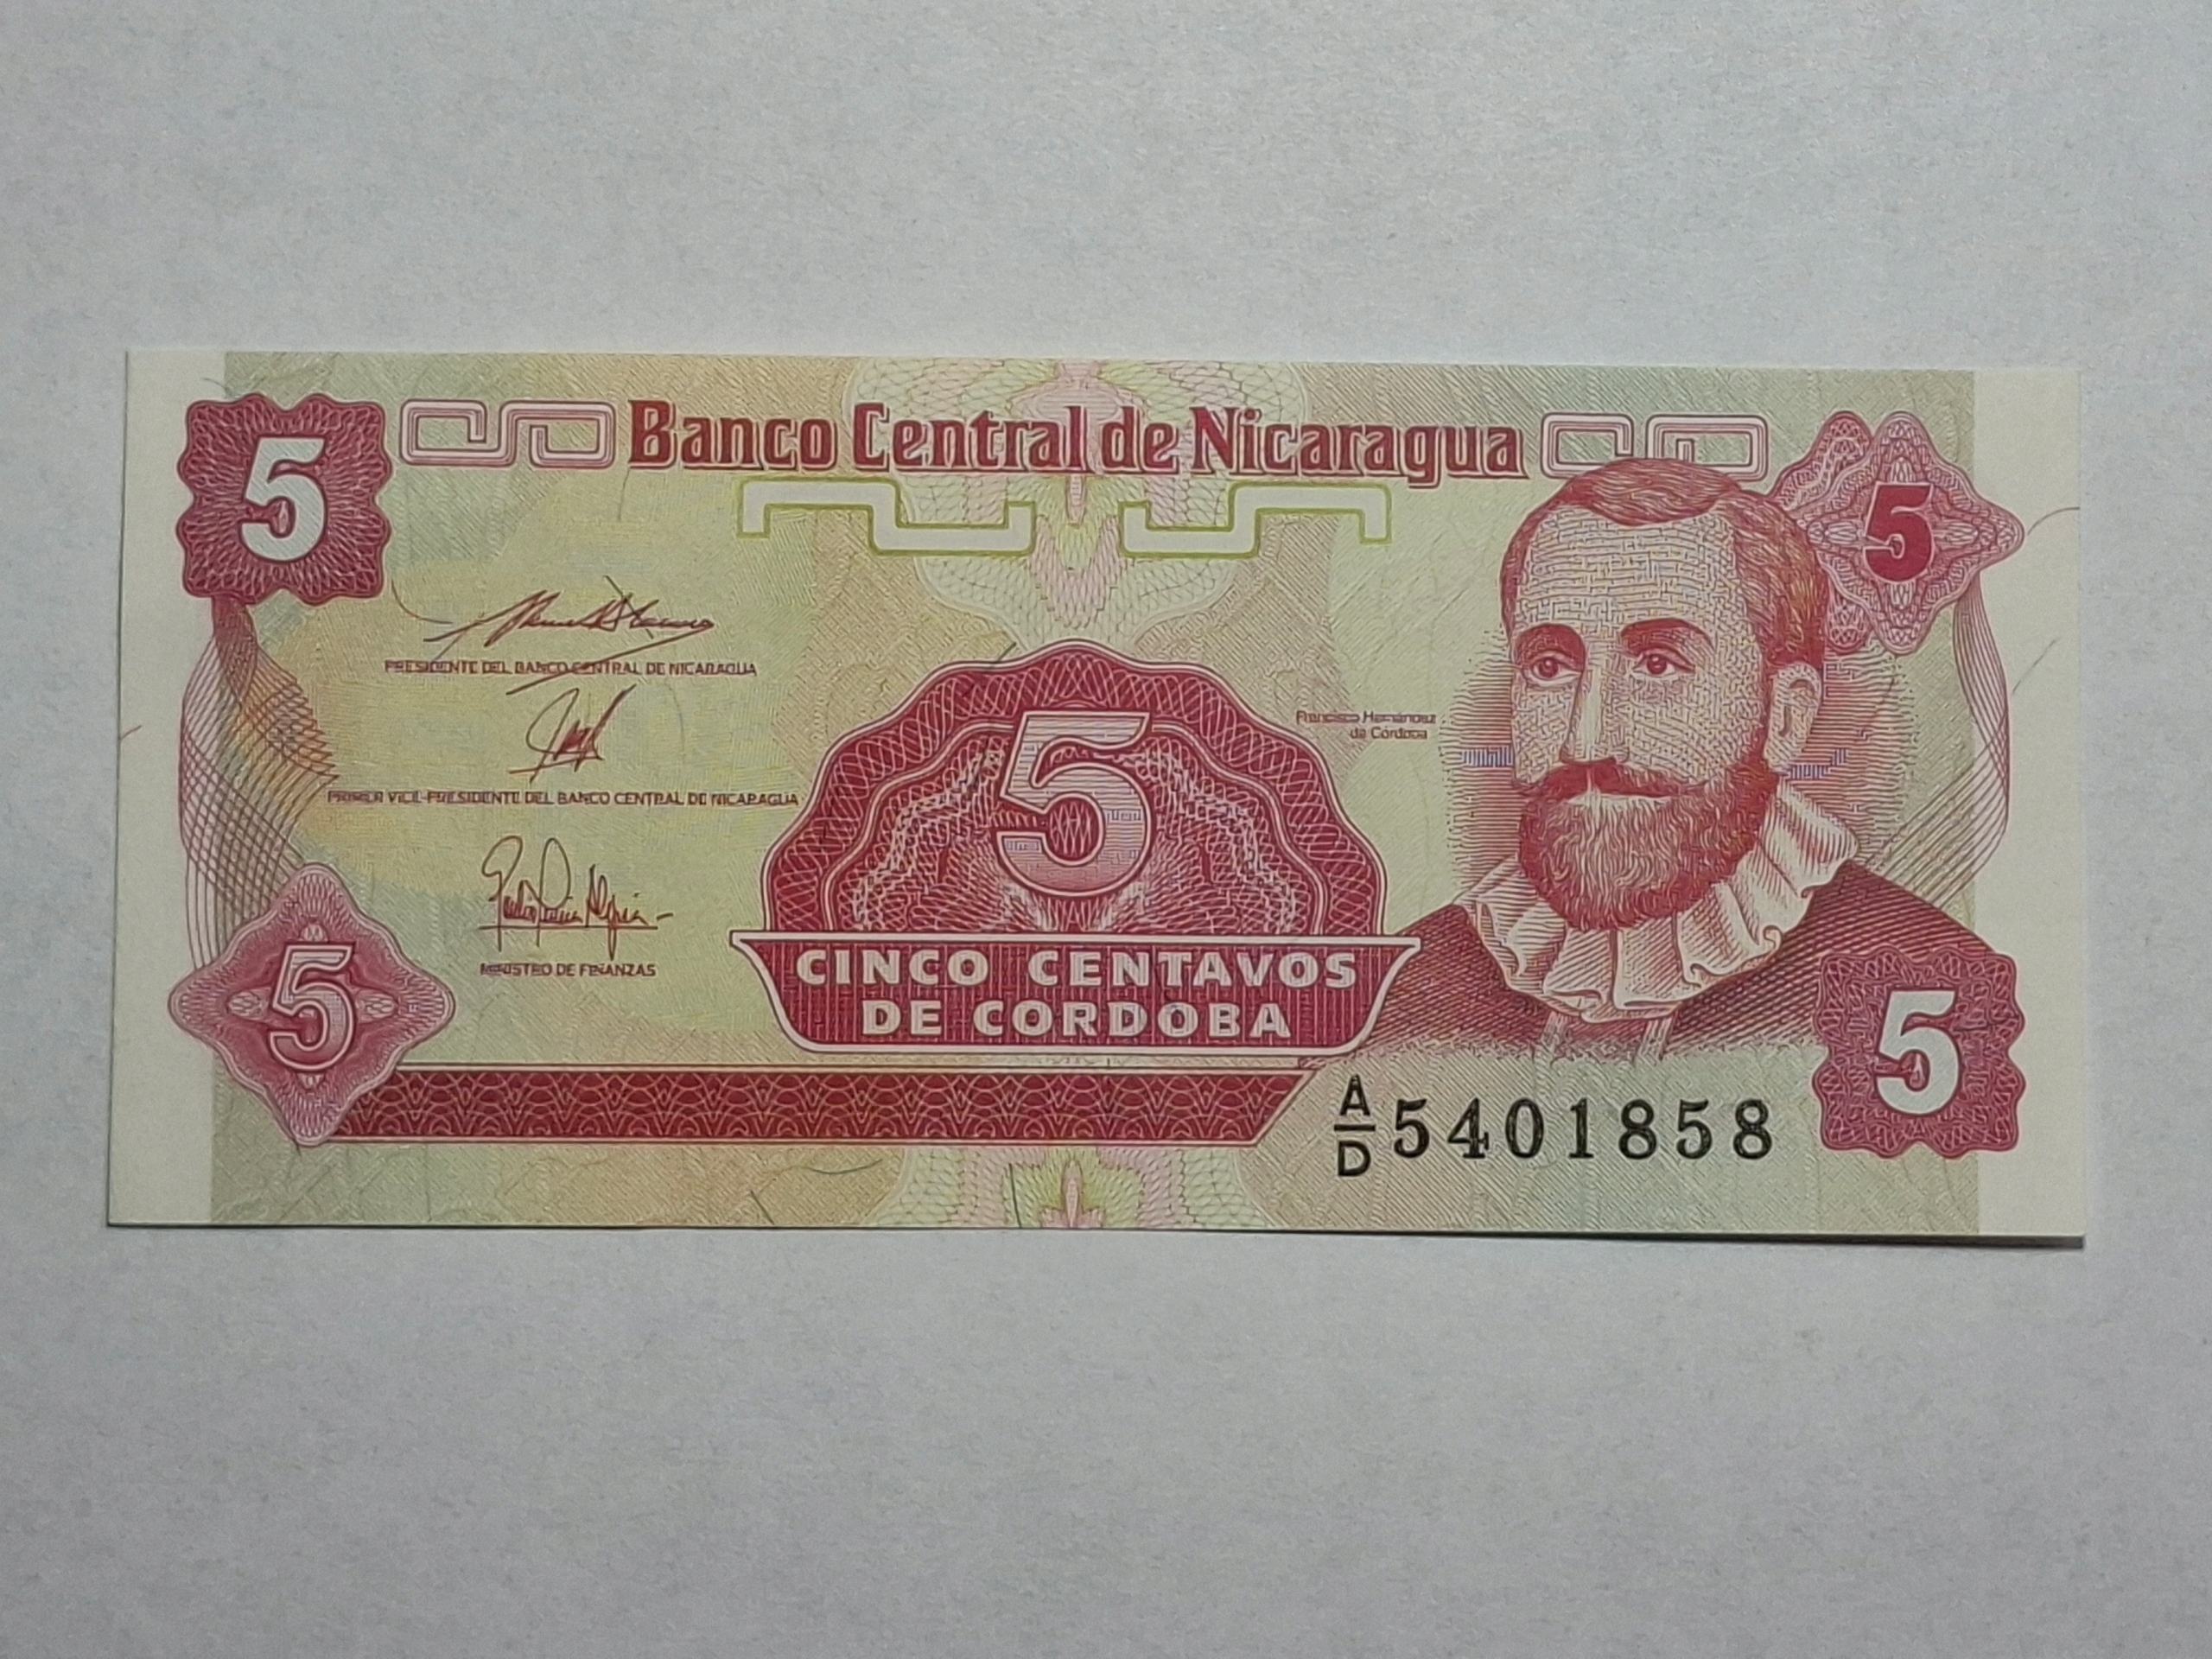 5
Banco Central de Nicaragua
5
PRESIDENTE DEL BANCO CENTRAL DE NICARAGUA
Francisco Hernández
de Córdoba
PRIMER VICE-PRESIDENTE DEL BANCO CENTRAL DE NICARAGUA
5
MINISTRO DE FINANZAS
CINCO CENTAVOS
DE CORDOBA
5
5
A/D 5401858